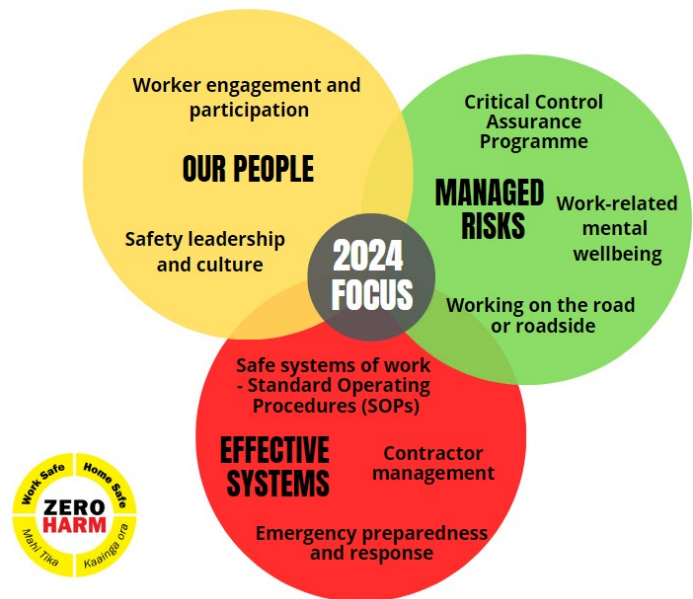 Worker engagement and
participation
OUR PEOPLE
Safety leadership
and culture
Critical Control
Assurance
Programme
MANAGED
RISKS
Work-related
mental
wellbeing
Working on the road
or roadside
2024
FOCUS
Safe systems of work
- Standard Operating
Procedures (SOPs)
EFFECTIVE
SYSTEMS
Contractor
management
Emergency preparedness
and response
Work Safe
Home Safe
ZERO
HARM
Mahi Tika
Kaainga ora